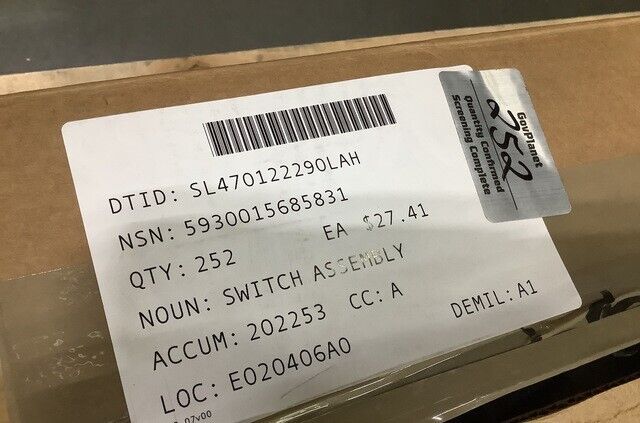 DTID: SL470122290LAH
NSN: 5930015685831
QTY: 252 EA $27.41
NOUN: SWITCH ASSEMBLY
ACCUM: 202253 CC: A DEMIL: A1
LOC: E020406A0
07v00
GovPlanet
252
Quantity Confirmed
Screening Complete